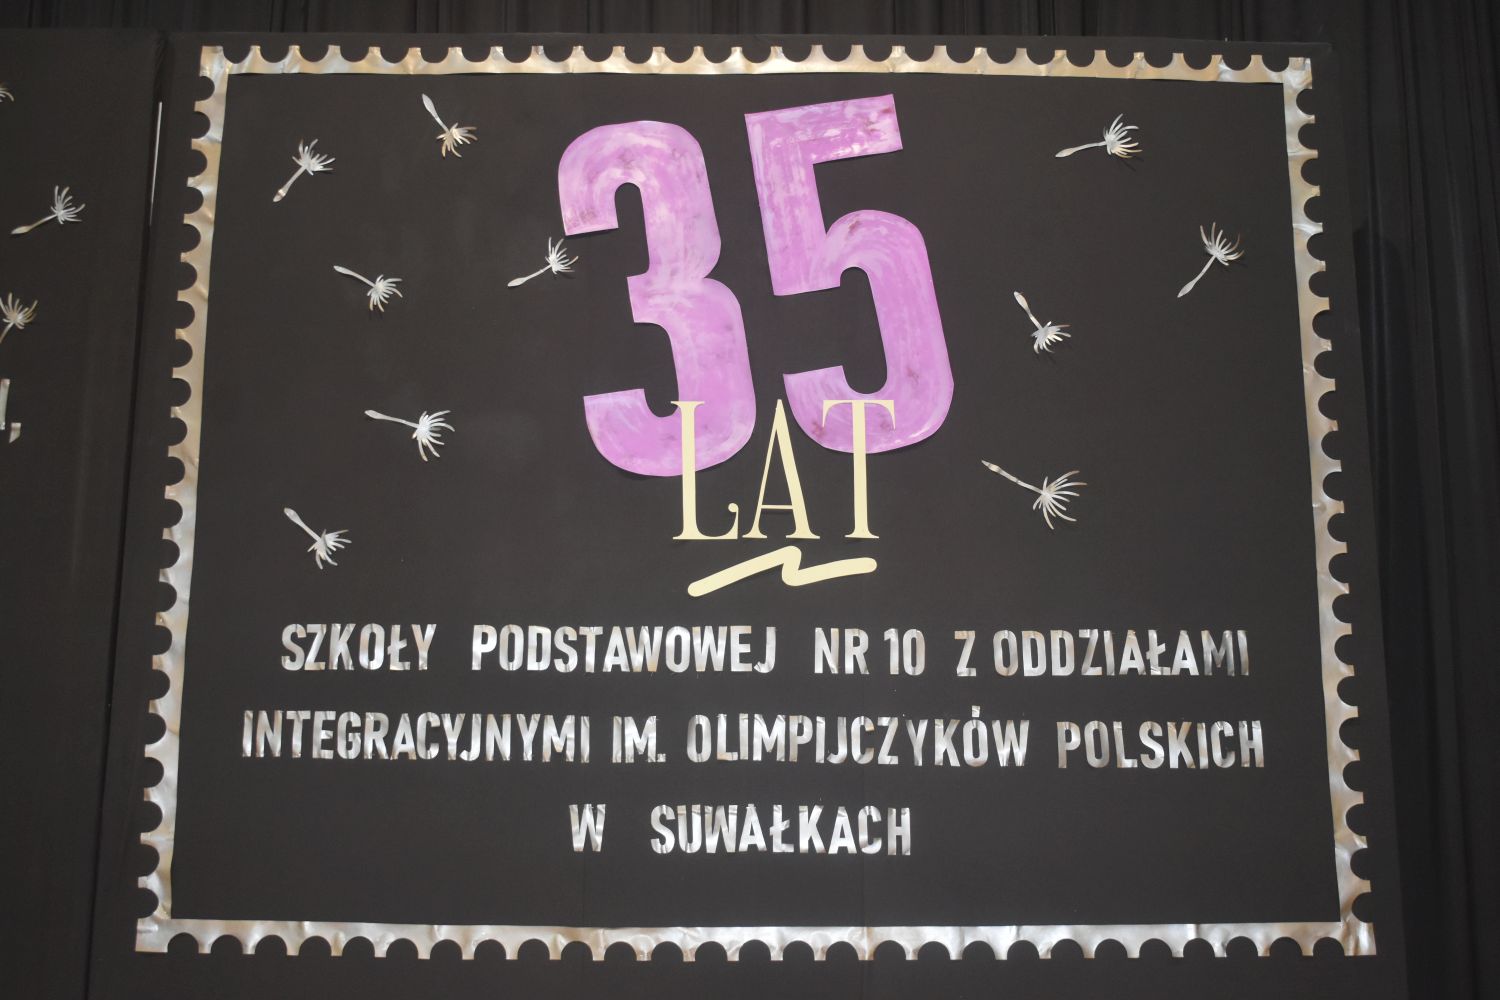 35
LAT
SZKOŁY PODSTAWOWEJ NR 10 Z ODDZIAŁAMI
INTEGRACYJNYMI IM. OLIMPIJCZYKÓW POLSKICH
W SUWAŁKACH